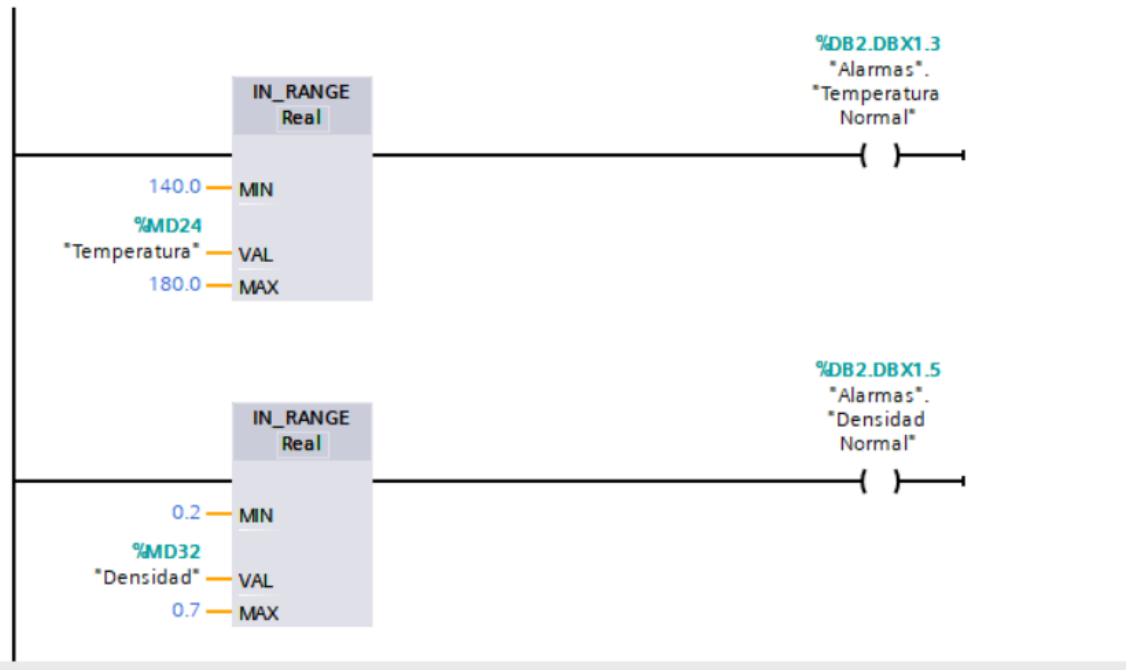 %DB2.DBX1.3
"Alarmas".
"Temperatura
Normal"
IN_RANGE
Real
140.0
MIN
%MD24
"Temperatura"
VAL
180.0
MAX
%DB2.DBX1.5
"Alarmas".
"Densidad
Normal"
IN_RANGE
Real
0.2
MIN
%MD32
"Densidad"
VAL
0.7
MAX